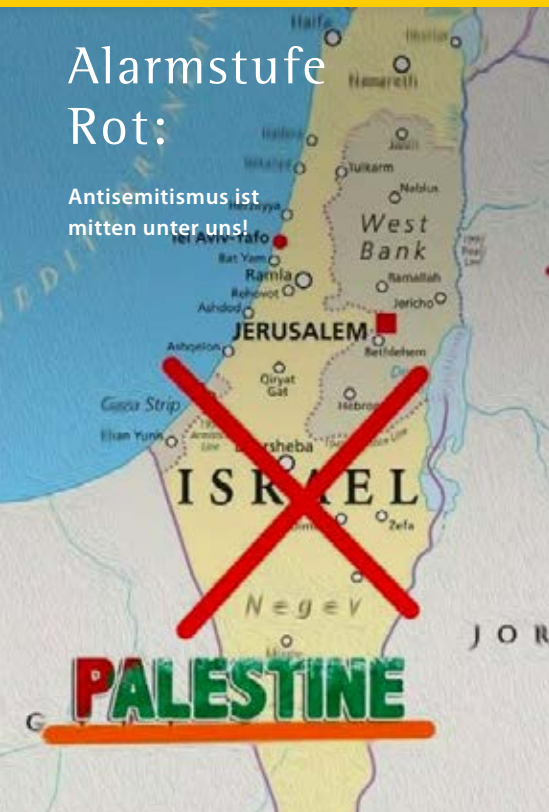 Haifa
Alarmstufe
Rot:
Nazareth
Antisemitismus ist
mitten unter uns!
Tulkarm
Nablus
West
Bank
Tel Aviv-Yafo
Bat Yam
Ramla
Ramallah
Rehovot
Jericho
Ashdod
JERUSALEM
Ashqelon
Bethlehem
Qiryat
Gat
Gaza Strip
ISRAEL
Zefa
Negev
JOR
PALESTINE
G